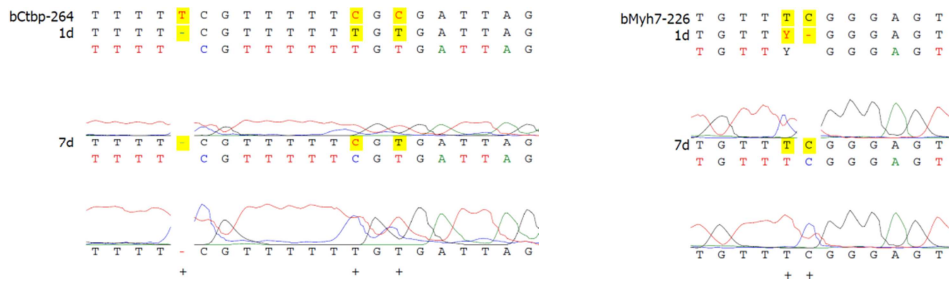 bCtbp-264 T T T T T C G T T T T T C G C G A T T A G
1d T T T T - C G T T T T T T G T G A T T A G
T T T T C G T T T T T T G T G A T T A G
7d T T T T - C G T T T T T C G T G A T T A G
T T T T C G T T T T T C G T G A T T A G
T T T T - C G T T T T T T G T G A T T A G
+ + +
bMyh7-226 T G T T T C G G G A G T
1d T G T T Y - G G G A G T
T G T T Y G G G A G T
7d T G T T T C G G G A G T
T G T T T C G G G A G T
T G T T T C G G G A G T
+ +